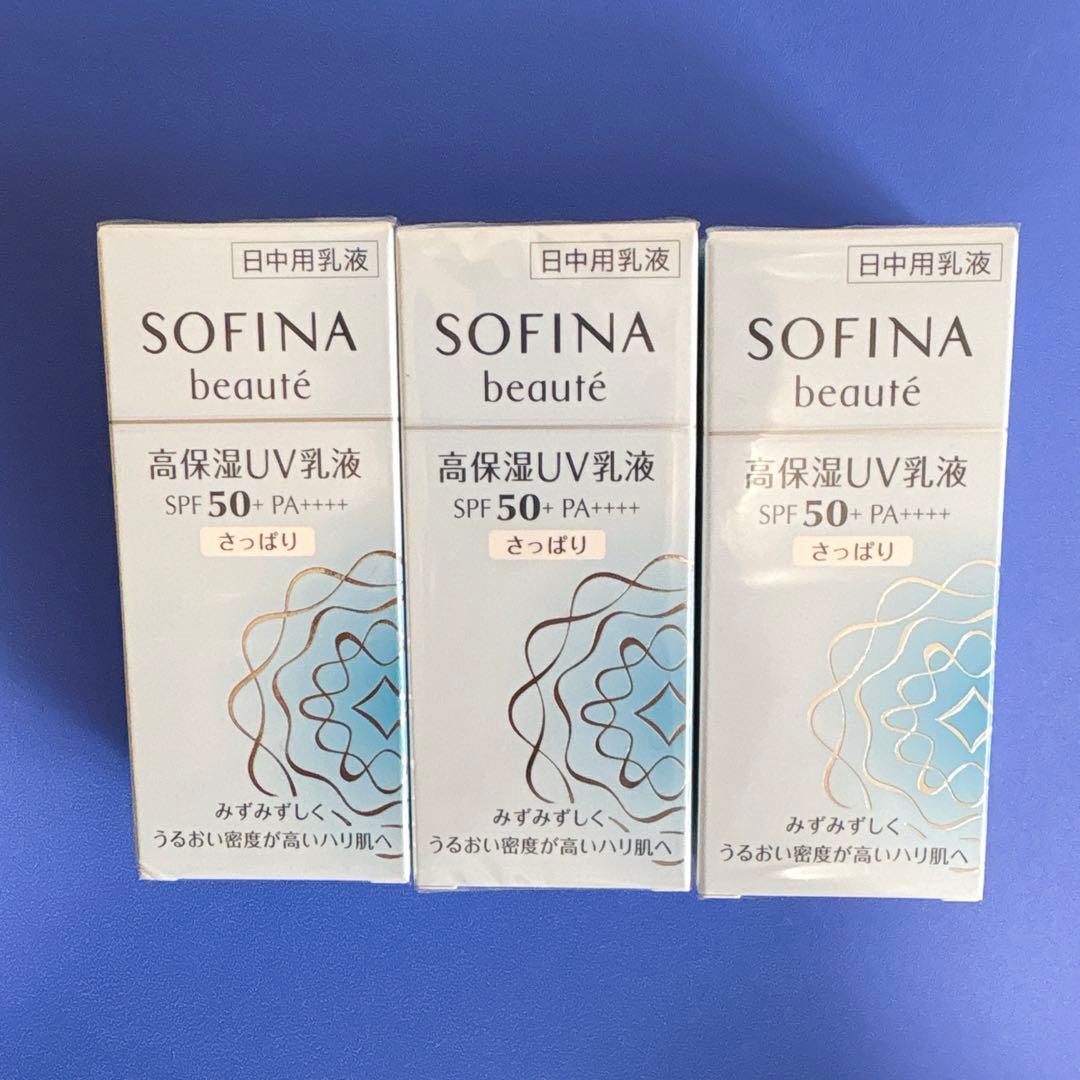 日中用乳液
SOFINA
beauté
高保湿UV乳液
SPF 50+ PA++++
さっぱり
みずみずしく
うるおい密度が高いハリ肌へ
日中用乳液
SOFINA
beauté
高保湿UV乳液
SPF 50+ PA++++
さっぱり
みずみずしく
うるおい密度が高いハリ肌へ
日中用乳液
SOFINA
beauté
高保湿UV乳液
SPF 50+ PA++++
さっぱり
みずみずしく
うるおい密度が高いハリ肌へ